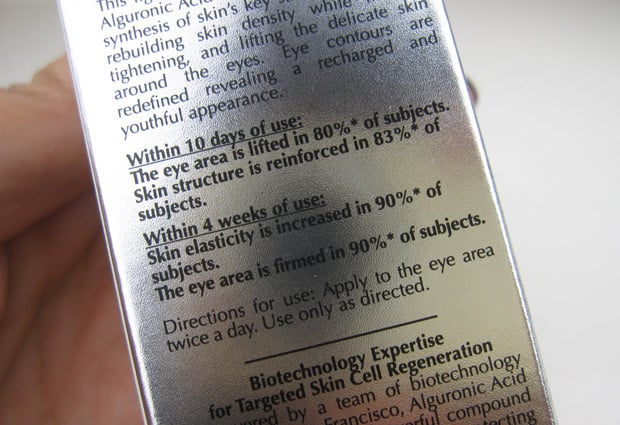 Alguronic Acid
synthesis of skin's key
rebuilding skin density while
tightening, and lifting the delicate skin
around the eyes. Eye contours are
redefined revealing a recharged and
youthful appearance.
Within 10 days of use:
The eye area is lifted in 80%* of subjects.
Skin structure is reinforced in 83%* of
subjects.
Within 4 weeks of use:
Skin elasticity is increased in 90%* of
subjects.
The eye area is firmed in 90%* of subjects.
Directions for use: Apply to the eye area
twice a day. Use only as directed.
Biotechnology Expertise
for Targeted Skin Cell Regeneration
by a team of biotechnology
Francisco, Alguronic Acid
compound